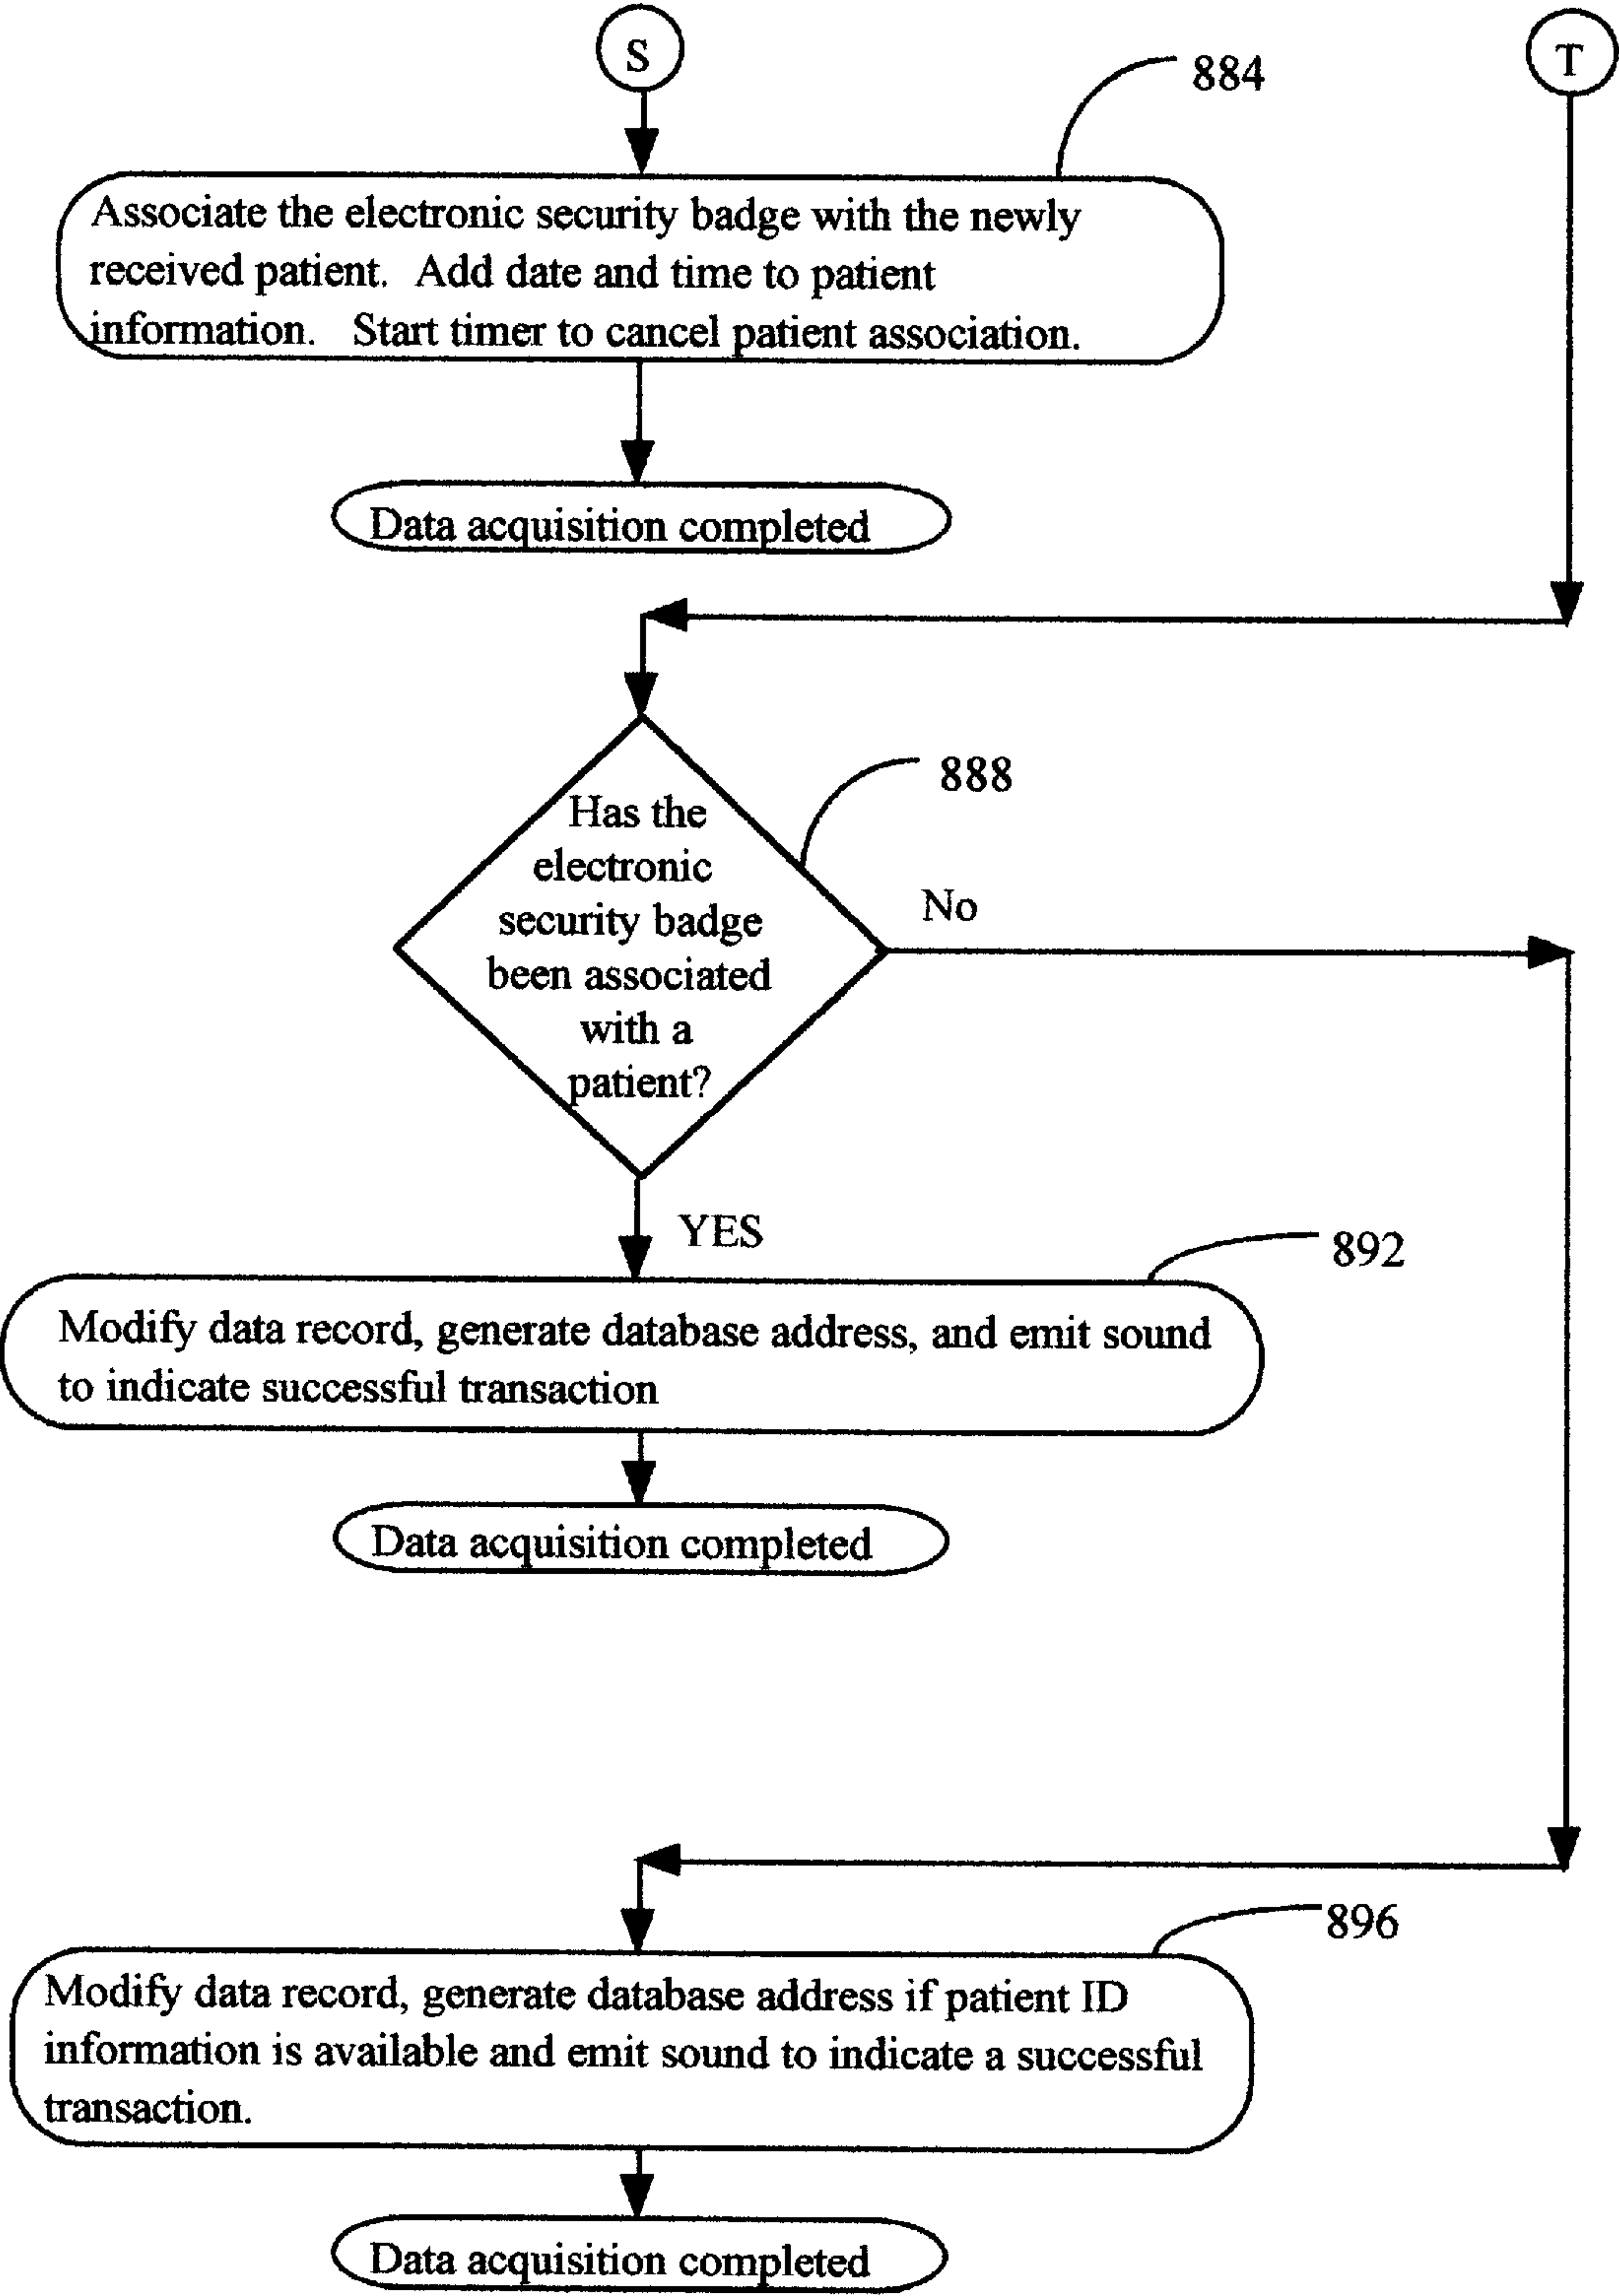 S
T
884
Associate the electronic security badge with the newly
received patient.  Add date and time to patient
information.  Start timer to cancel patient association.
Data acquisition completed
888
Has the
electronic
security badge
been associated
with a
patient?
No
YES
892
Modify data record, generate database address, and emit sound
to indicate successful transaction
Data acquisition completed
896
Modify data record, generate database address if patient ID
information is available and emit sound to indicate a successful
transaction.
Data acquisition completed